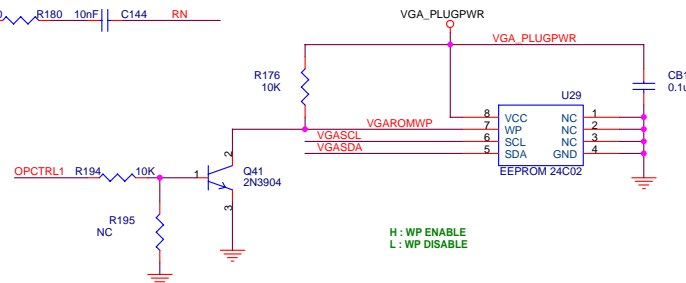 R180 10nF C144 RN
VGA_PLUGPWR
VGA_PLUGPWR
R176
10K
CB1
0.1u
U29
8 VCC NC 1
VGAROMWP 7 WP NC 2
VGASCL 6 SCL NC 3
VGASDA 5 SDA GND 4
EEPROM 24C02
2
OPCTRL1 R194 10K 1
Q41
2N3904
3
R195
NC
H : WP ENABLE
L : WP DISABLE